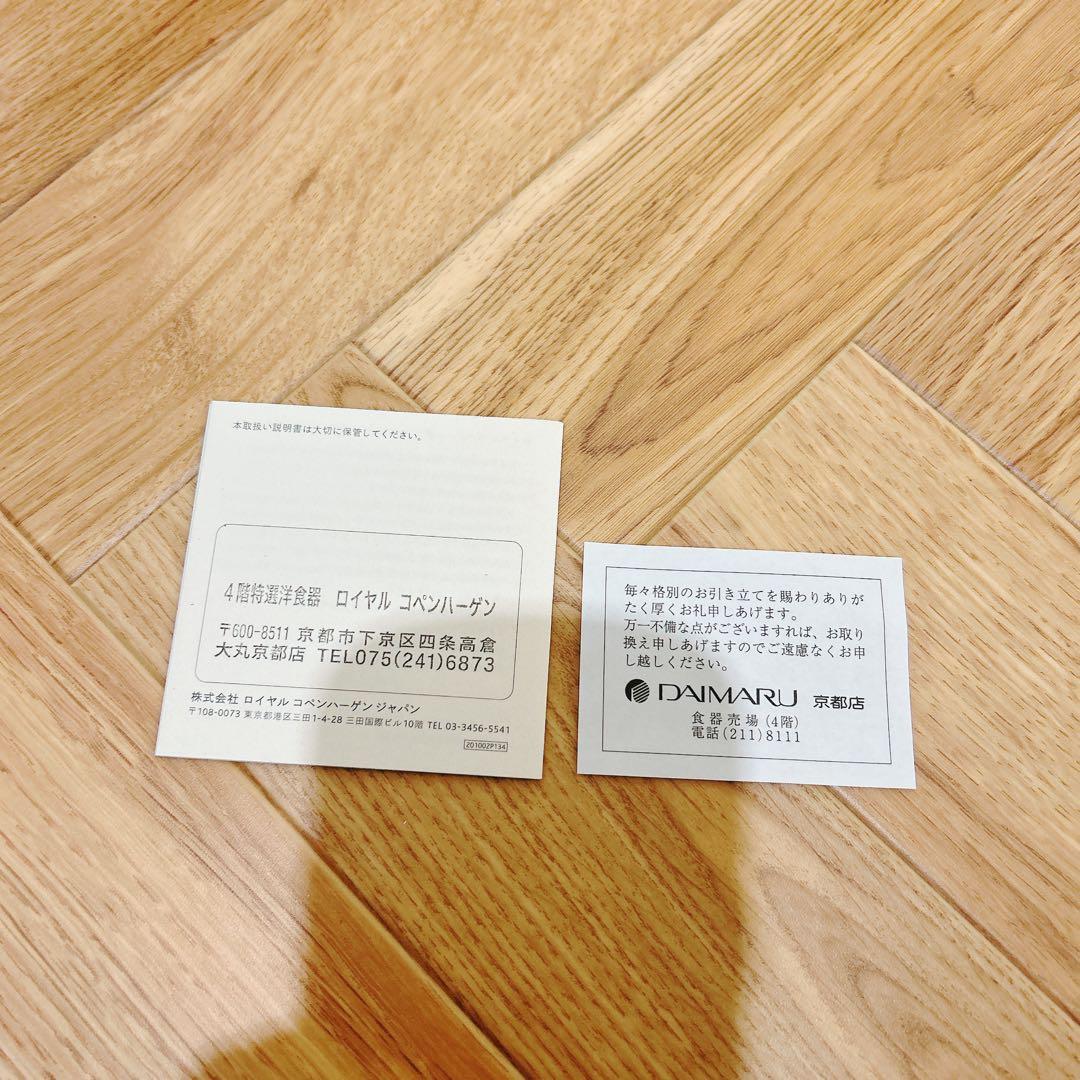 本取扱い説明書は大切に保管してください。
4階特選洋食器 ロイヤル コペンハーゲン
〒600-8511 京都市下京区四条高倉
大丸京都店 TEL075(241)6873
株式会社 ロイヤル コペンハーゲン ジャパン
〒108-0073 東京都港区三田1-4-28 三田国際ビル10階 TEL 03-3456-5541
201002P134
毎々格別のお引き立てを賜わりありが
たく厚くお礼申しあげます。
万一不備な点がございますれば、お取り
換え申しあげますのでご遠慮なくお申
し越しください。
DAIMARU 京都店
食器売場(4階)
電話(211)8111